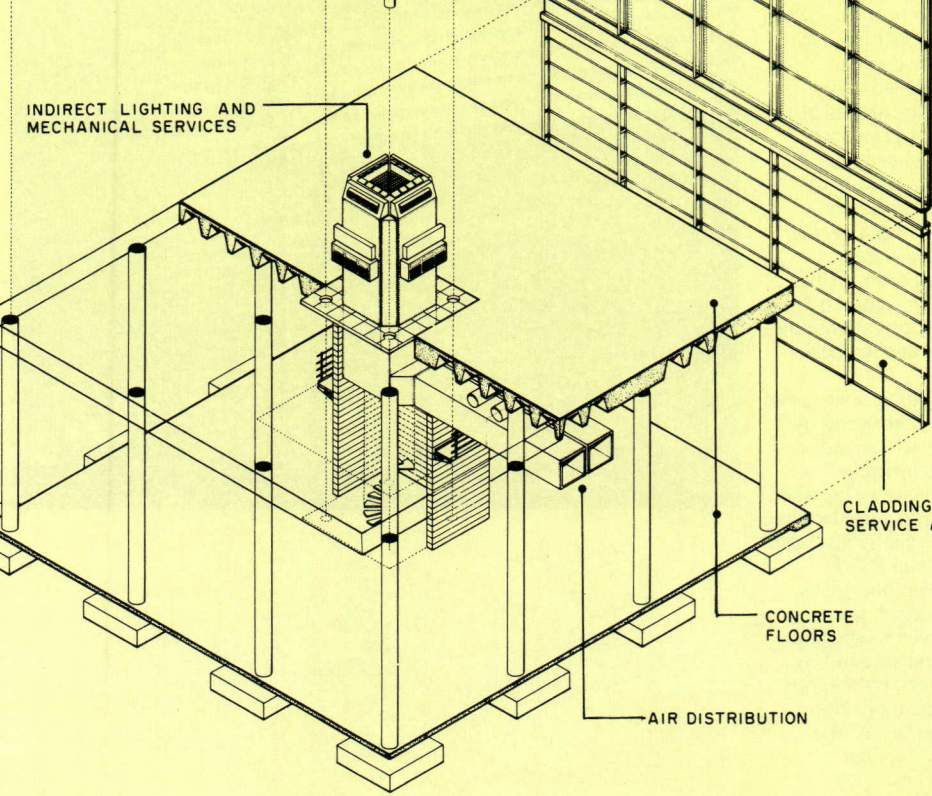 INDIRECT LIGHTING AND
MECHANICAL SERVICES
CLADDING
SERVICE
CONCRETE
FLOORS
AIR DISTRIBUTION